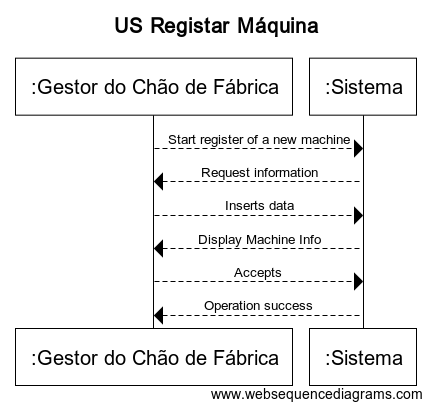 US Registar Máquina
:Gestor do Chão de Fábrica
:Sistema
Start register of a new machine
Request information
Inserts data
Display Machine Info
Accepts
Operation success
:Gestor do Chão de Fábrica
:Sistema
www.websequencediagrams.com